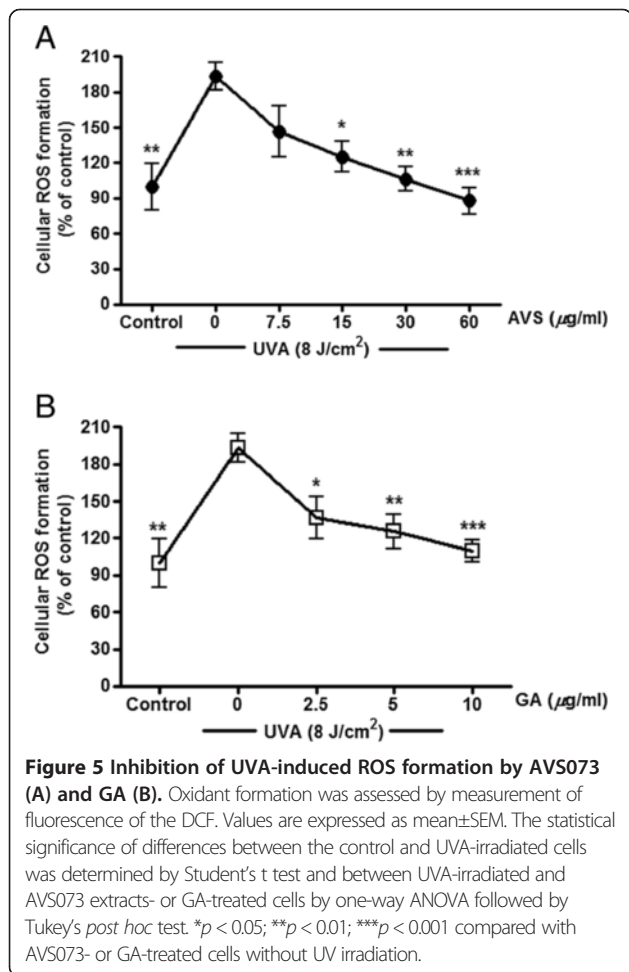 A
Cellular ROS formation
(% of control)
210
180
150
120
90
60
30
0
**
*
**
***
Control 0 7.5 15 30 60 AVS (μg/ml)
UVA (8 J/cm²)
B
Cellular ROS formation
(% of control)
210
180
150
120
90
60
30
0
**
*
**
***
Control 0 2.5 5 10 GA (μg/ml)
UVA (8 J/cm²)
Figure 5 Inhibition of UVA-induced ROS formation by AVS073
(A) and GA (B). Oxidant formation was assessed by measurement of
fluorescence of the DCF. Values are expressed as mean±SEM. The statistical
significance of differences between the control and UVA-irradiated cells
was determined by Student's t test and between UVA-irradiated and
AVS073 extracts- or GA-treated cells by one-way ANOVA followed by
Tukey's post hoc test. *p < 0.05; **p < 0.01; ***p < 0.001 compared with
AVS073- or GA-treated cells without UV irradiation.